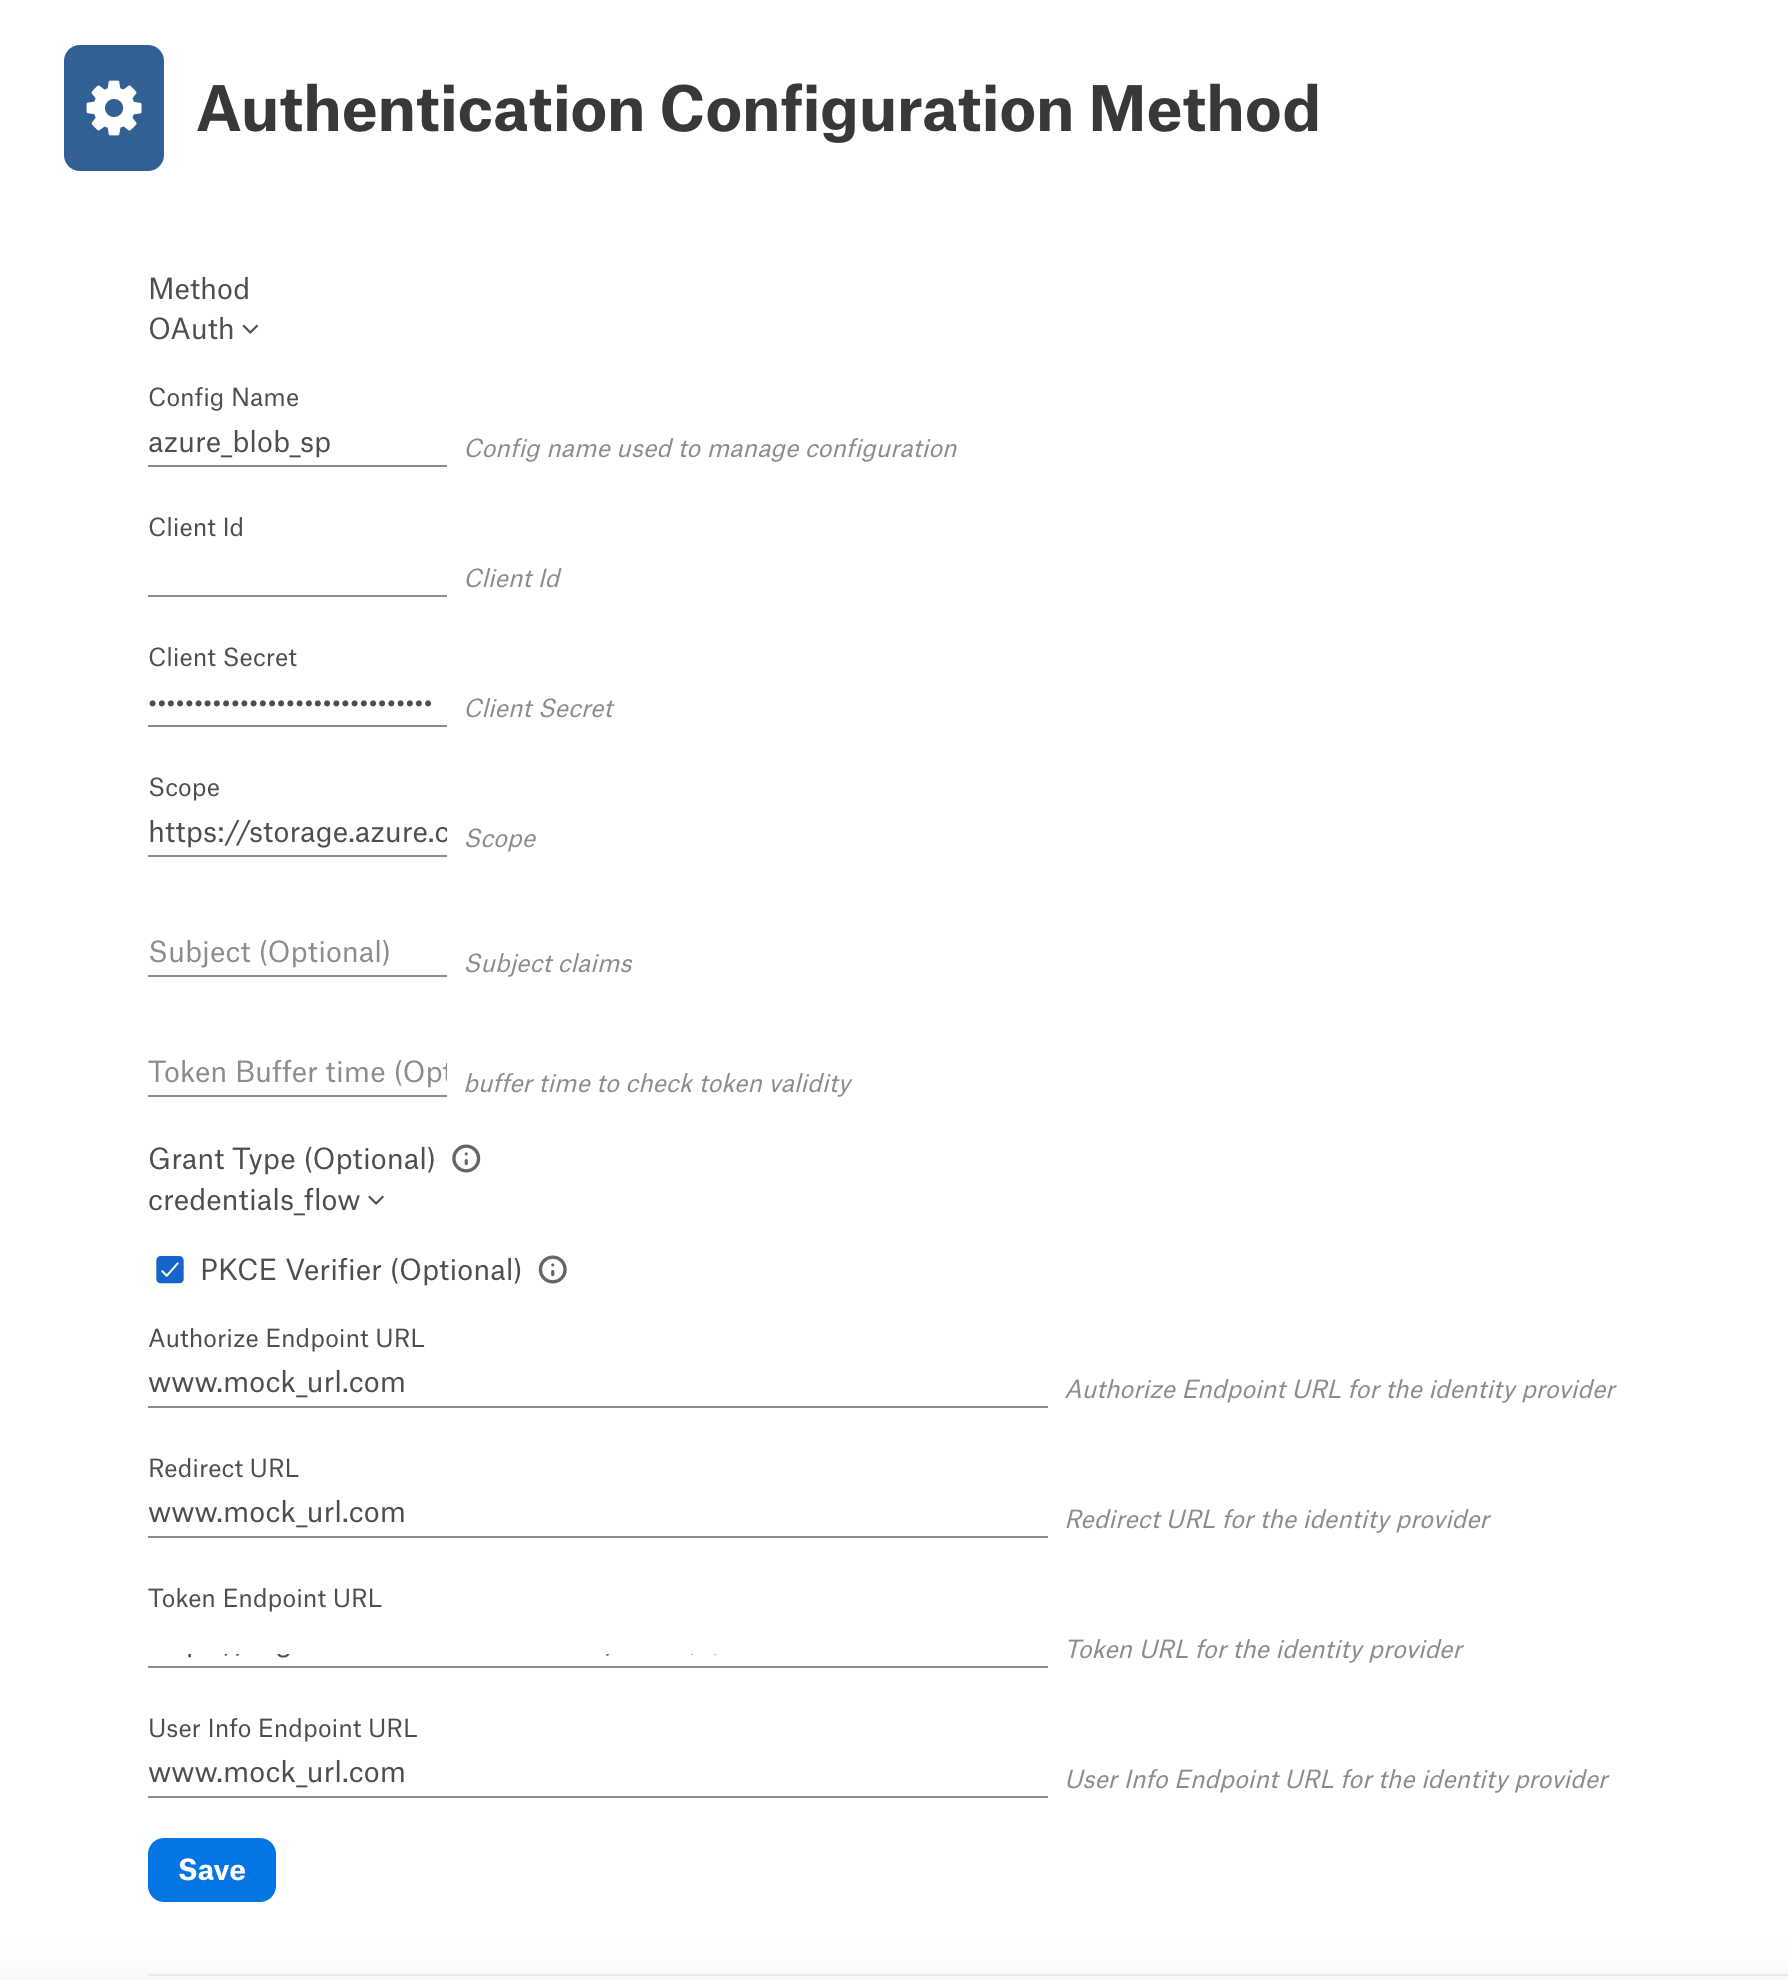 Authentication Configuration Method
Method
OAuth
Config Name
azure_blob_sp
Config name used to manage configuration
Client Id
Client Id
Client Secret
••••••••••••••••••••••••••••••
Client Secret
Scope
https://storage.azure.c
Scope
Subject (Optional)
Subject claims
Token Buffer time (Opt
buffer time to check token validity
Grant Type (Optional)
credentials_flow
PKCE Verifier (Optional)
Authorize Endpoint URL
www.mock_url.com
Authorize Endpoint URL for the identity provider
Redirect URL
www.mock_url.com
Redirect URL for the identity provider
Token Endpoint URL
Token URL for the identity provider
User Info Endpoint URL
www.mock_url.com
User Info Endpoint URL for the identity provider
Save